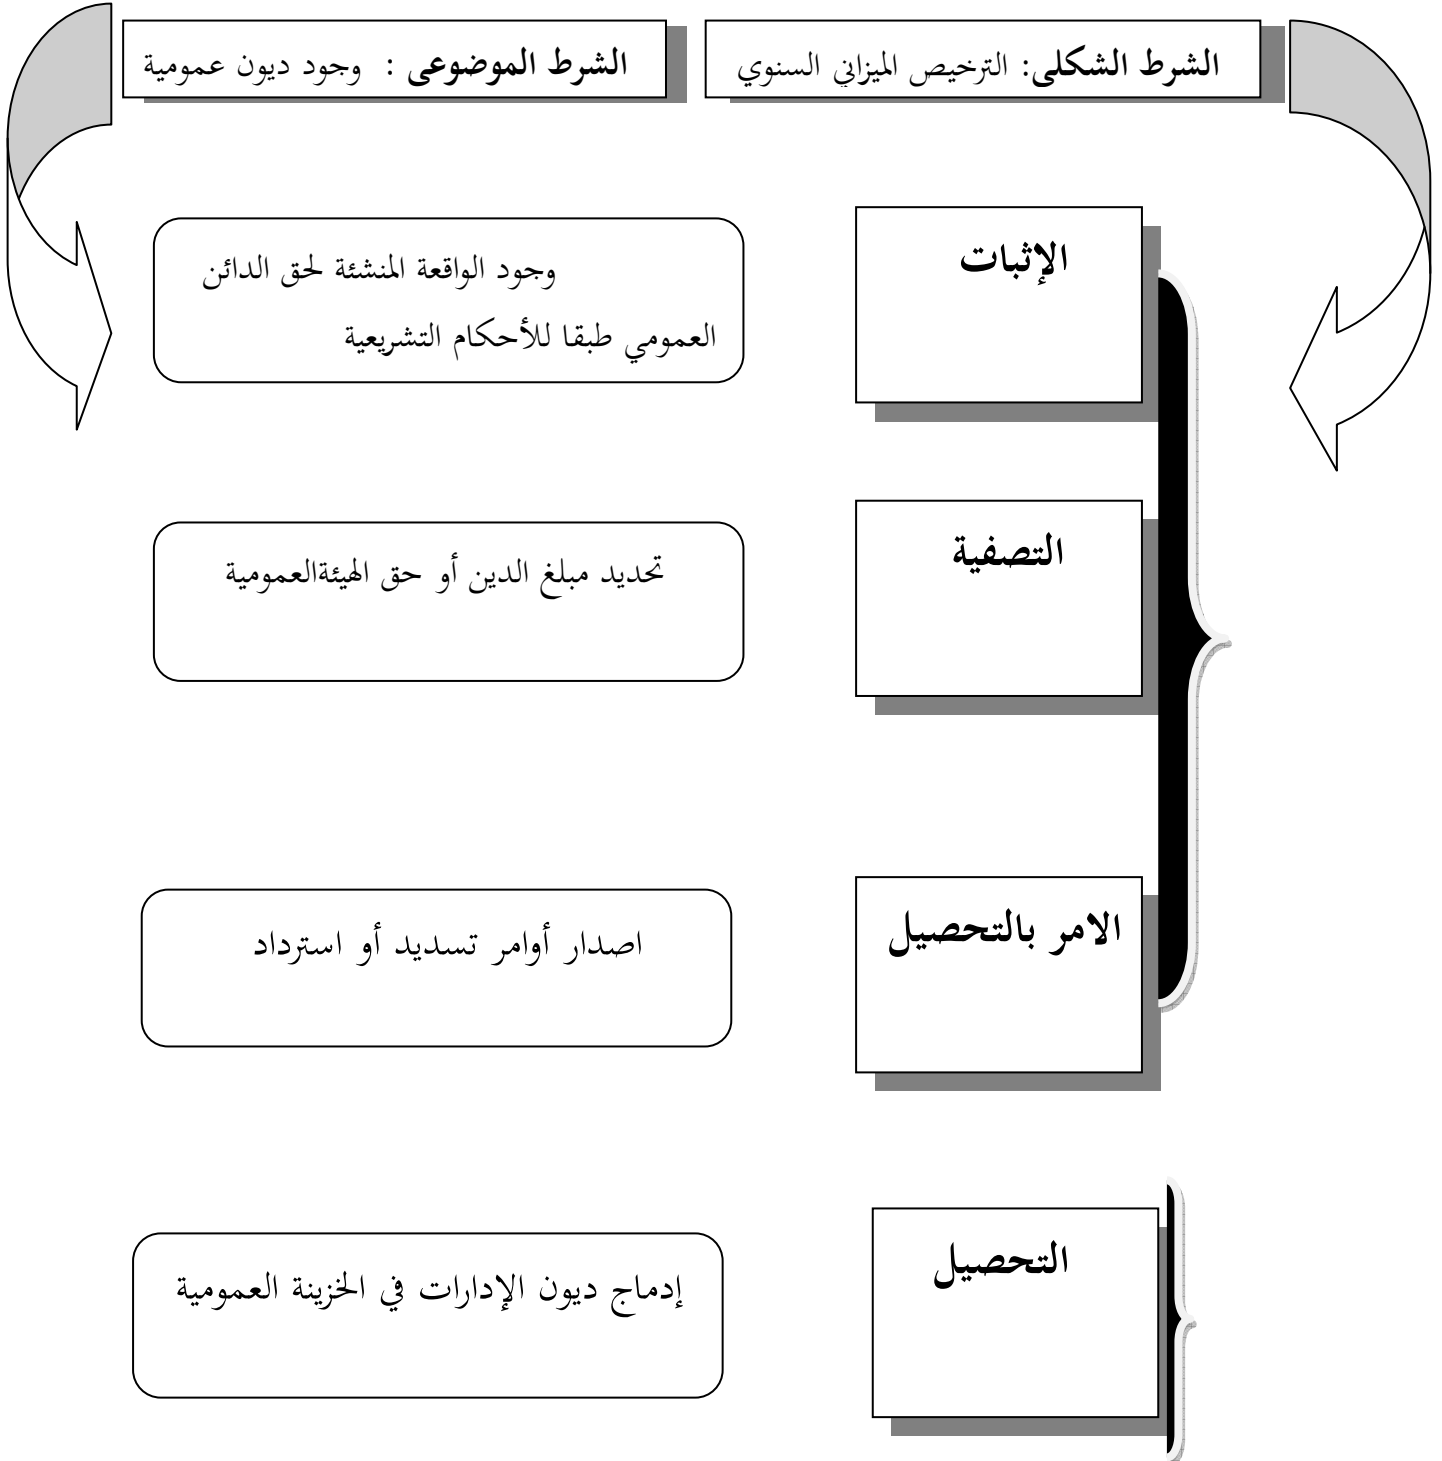 الشرط الشكلى: الترخيص الميزاني السنوي
الشرط الموضوعى : وجود ديون عمومية
الإثبات
وجود الواقعة المنشئة لحق الدائن
العمومي طبقا للأحكام التشريعية
التصفية
تحديد مبلغ الدين أو حق الهيئةالعمومية
الامر بالتحصيل
اصدار أوامر تسديد أو استرداد
التحصيل
إدماج ديون الإدارات في الخزينة العمومية